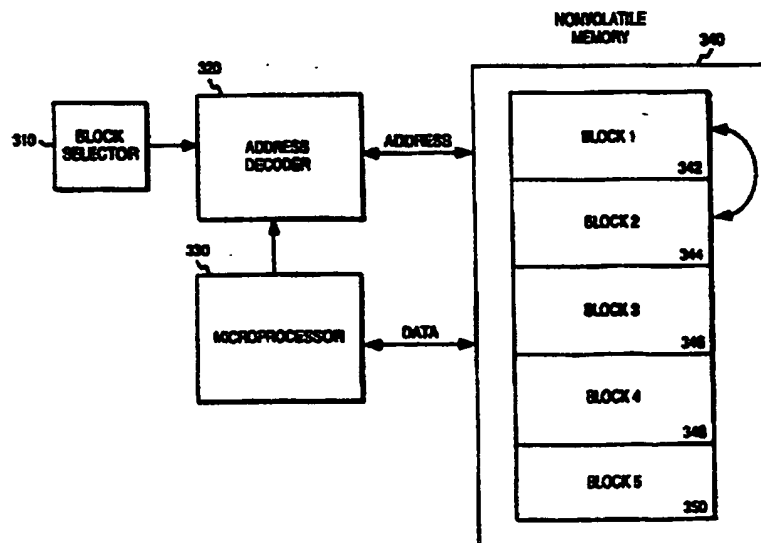 NONVOLATILE
MEMORY
340
320
310
BLOCK
SELECTOR
ADDRESS
DECODER
ADDRESS
BLOCK 1
342
BLOCK 2
344
330
MICROPROCESSOR
DATA
BLOCK 3
346
BLOCK 4
348
BLOCK 5
350